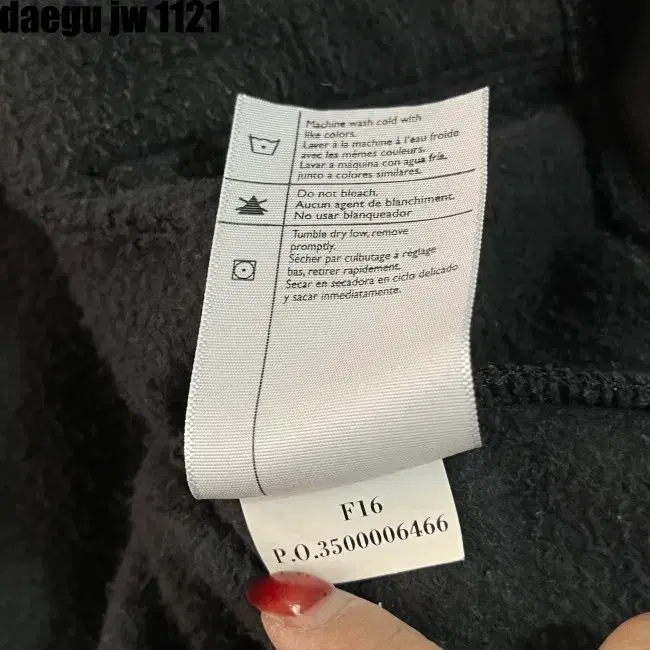 daegu jw 1121
Machine wash cold with
like colors.
Laver à la machine à l'eau froide
avec les mêmes couleurs.
Lavar a máquina con agua fría,
junto a colores similares.
Do not bleach.
Aucun agent de blanchiment.
No usar blanqueador
Tumble dry low, remove
promptly.
Sécher par culbutage à réglage
bas, retirer rapidement.
Secar en secadora en ciclo delicado
y sacar inmediatamente.
F16
P.O.3500006466